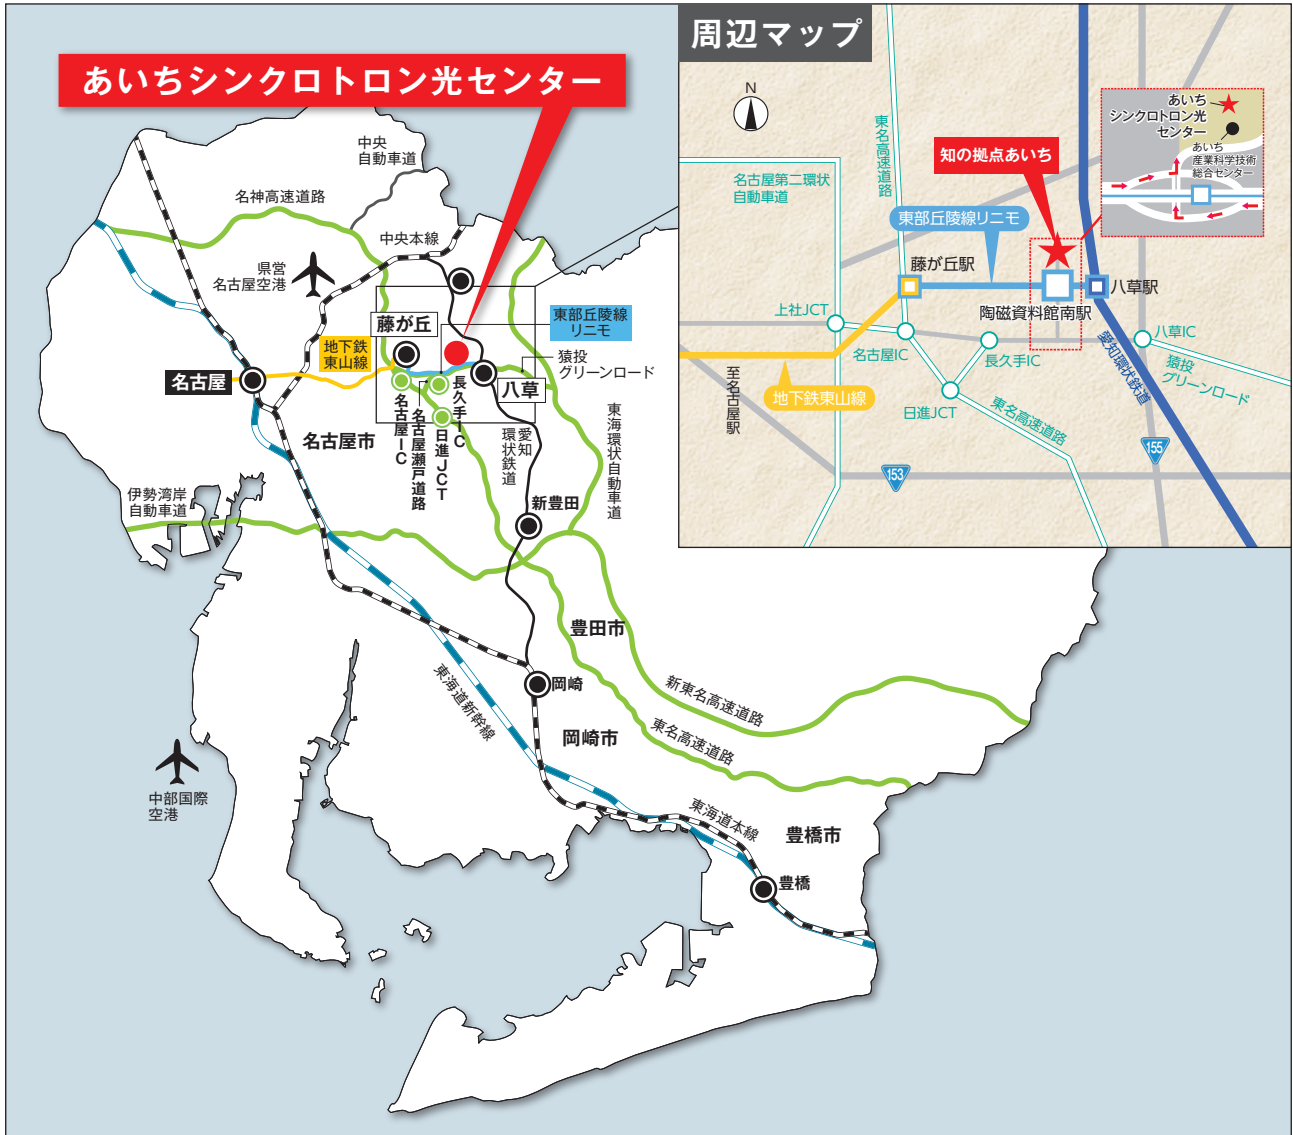 あいちシンクロトロン光センター
中央
自動車道
名神高速道路
中央本線
県営
名古屋空港
藤が丘
東部丘陵線
リニモ
地下鉄
東山線
猿投
グリーンロード
名古屋
八草
名古屋市
名古屋IC
名古屋瀬戸道路
長久手IC
日進JCT
愛知
環状鉄道
東海環状自動車道
伊勢湾岸
自動車道
新豊田
豊田市
岡崎
岡崎市
東海道新幹線
新東名高速道路
東名高速道路
中部国際
空港
東海道本線
豊橋市
豊橋
周辺マップ
N
東名高速道路
名古屋第二環状
自動車道
知の拠点あいち
あいち
シンクロトロン光
センター
あいち
産業科学技術
総合センター
東部丘陵線リニモ
藤が丘駅
八草駅
陶磁資料館南駅
上社JCT
名古屋IC
長久手IC
八草IC
猿投
グリーンロード
愛知環状鉄道
至名古屋駅
地下鉄東山線
日進JCT
東名高速道路
153
155